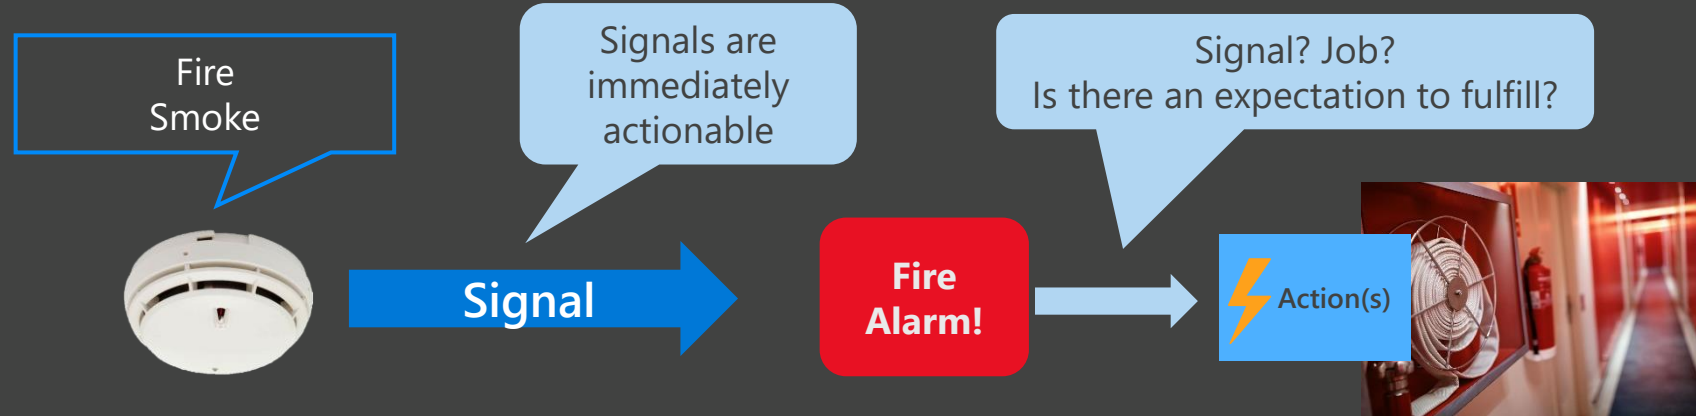 Fire
Smoke
Signals are
immediately
actionable
Signal? Job?
Is there an expectation to fulfill?
Signal
Fire
Alarm!
Action(s)